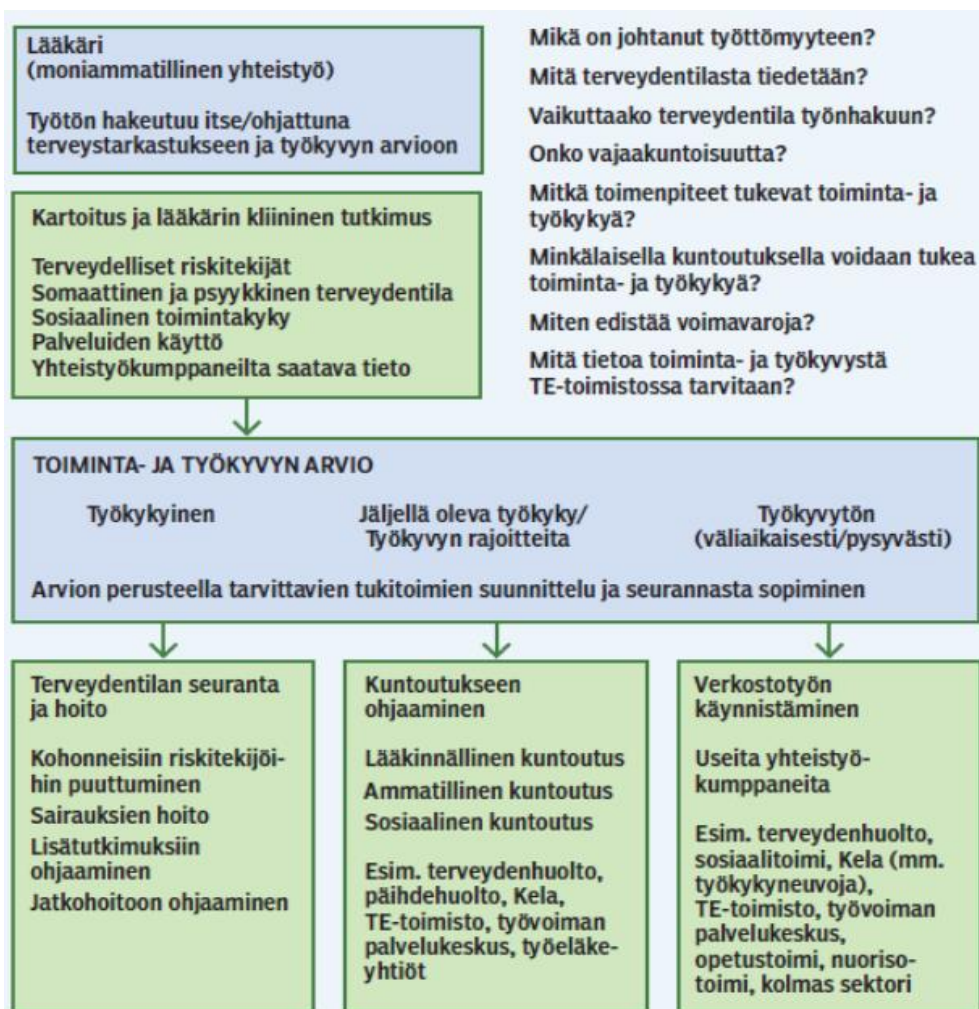 Lääkäri
(moniammatillinen yhteistyö)
Työtön hakeutuu itse/ohjattuna
terveystarkastukseen ja työkyvyn arvioon
Mikä on johtanut työttömyyteen?
Mitä terveydentilasta tiedetään?
Vaikuttaako terveydentila työnhakuun?
Onko vajaakuntoisuutta?
Mitkä toimenpiteet tukevat toiminta- ja
työkykyä?
Minkälaisella kuntoutuksella voidaan tukea
toiminta- ja työkykyä?
Miten edistää voimavaroja?
Mitä tietoa toiminta- ja työkyvystä
TE-toimistossa tarvitaan?
Kartoitus ja lääkärin kliininen tutkimus
Terveydelliset riskitekijät
Somaattinen ja psyykkinen terveydentila
Sosiaalinen toimintakyky
Palveluiden käyttö
Yhteistyökumppaneilta saatava tieto
TOIMINTA- JA TYÖKYVYN ARVIO
Työkykyinen
Jäljellä oleva työkyky/
Työkyvyn rajoitteita
Työkyvytön
(väliaikaisesti/pysyvästi)
Arvion perusteella tarvittavien tukitoimien suunnittelu ja seurannasta sopiminen
Terveydentilan seuranta
ja hoito
Kohonneisiin riskitekijöi-
hin puuttuminen
Sairauksien hoito
Lisätutkimuksiin
ohjaaminen
Jatkohoitoon ohjaaminen
Kuntoutukseen
ohjaaminen
Lääkinnällinen kuntoutus
Ammatillinen kuntoutus
Sosiaalinen kuntoutus
Esim. terveydenhuolto,
päihdehuolto, Kela,
TE-toimisto, työvoiman
palvelukeskus, työeläke-
yhtiöt
Verkostotyön
käynnistäminen
Useita yhteistyö-
kumppaneita
Esim. terveydenhuolto,
sosiaalitoimi, Kela (mm.
työkykyneuvoja),
TE-toimisto, työvoiman
palvelukeskus,
opetustoimi, nuoriso-
toimi, kolmas sektori